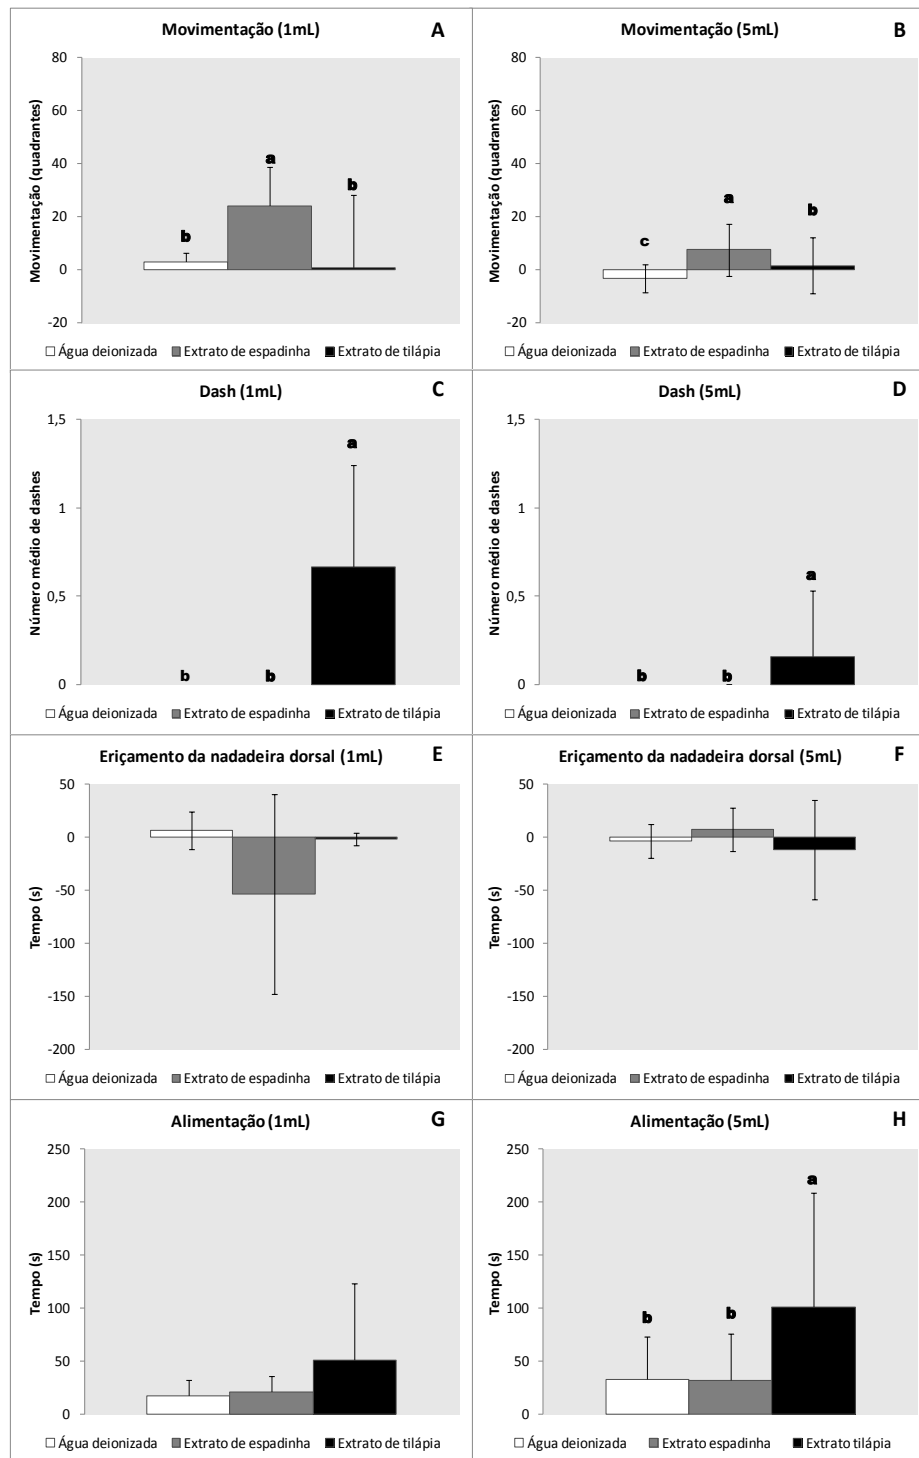 Movimentação (1mL) A
Movimentação (quadrantes)
80
60
40
20
0
-20
b
a
b
Água deionizada Extrato de espadinha Extrato de tilápia
Movimentação (5mL) B
Movimentação (quadrantes)
80
60
40
20
0
-20
c
a
b
Água deionizada Extrato de espadinha Extrato de tilápia
Dash (1mL) C
Número médio de dashes
1,5
1
0,5
0
b
b
a
Água deionizada Extrato de espadinha Extrato de tilápia
Dash (5mL) D
Número médio de dashes
1,5
1
0,5
0
b
b
a
Água deionizada Extrato de espadinha Extrato de tilápia
Eriçamento da nadadeira dorsal (1mL) E
Tempo (s)
50
0
-50
-100
-150
-200
Água deionizada Extrato de espadinha Extrato de tilápia
Eriçamento da nadadeira dorsal (5mL) F
Tempo (s)
50
0
-50
-100
-150
-200
Água deionizada Extrato de espadinha Extrato de tilápia
Alimentação (1mL) G
Tempo (s)
250
200
150
100
50
0
Água deionizada Extrato de espadinha Extrato de tilápia
Alimentação (5mL) H
Tempo (s)
250
200
150
100
50
0
b
b
a
Água deionizada Extrato espadinha Extrato tilápia